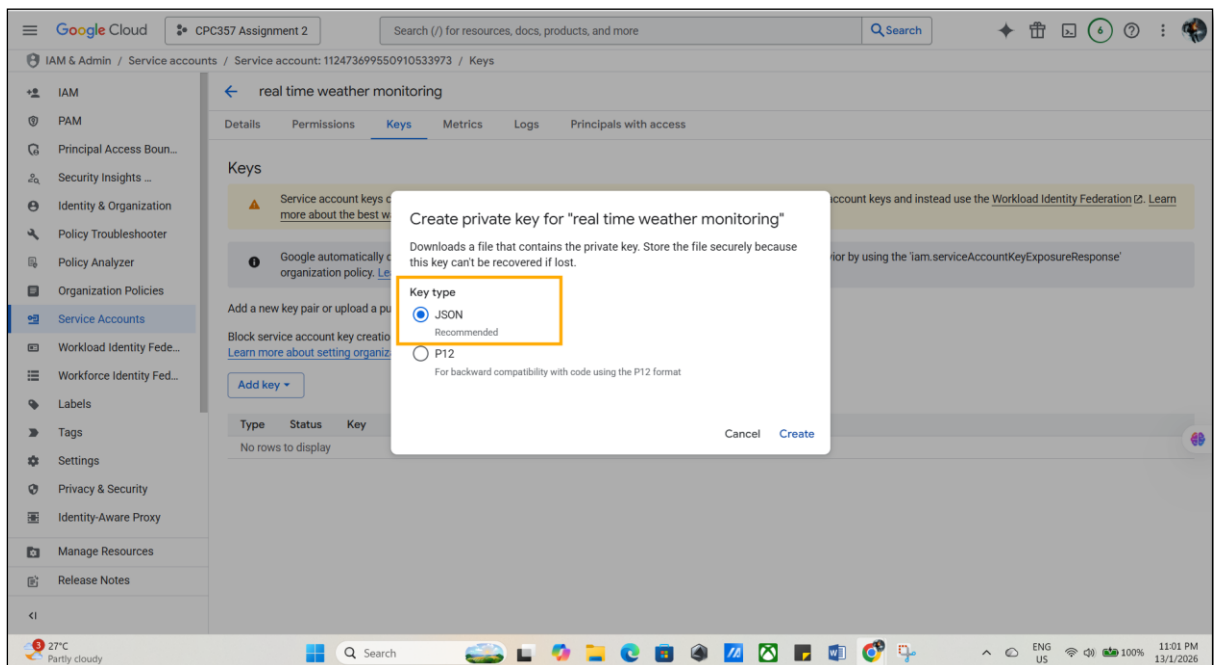 Google Cloud
CPC357 Assignment 2
Search (/) for resources, docs, products, and more
Search
6
IAM & Admin / Service accounts / Service account: 112473699550910533973 / Keys
IAM
PAM
Principal Access Boun...
Security Insights ...
Identity & Organization
Policy Troubleshooter
Policy Analyzer
Organization Policies
Service Accounts
Workload Identity Fede...
Workforce Identity Fed...
Labels
Tags
Settings
Privacy & Security
Identity-Aware Proxy
Manage Resources
Release Notes
real time weather monitoring
Details Permissions Keys Metrics Logs Principals with access
Keys
Service account keys c
account keys and instead use the Workload Identity Federation. Learn
more about the best w
Google automatically c
vior by using the 'iam.serviceAccountKeyExposureResponse'
organization policy. Le
Add a new key pair or upload a pu
Block service account key creatio
Learn more about setting organiz
Add key
Type Status Key
No rows to display
Create private key for "real time weather monitoring"
Downloads a file that contains the private key. Store the file securely because
this key can't be recovered if lost.
Key type
JSON
Recommended
P12
For backward compatibility with code using the P12 format
Cancel Create
3
27°C
Partly cloudy
Search
ENG
US
100%
11:01 PM
13/1/2026